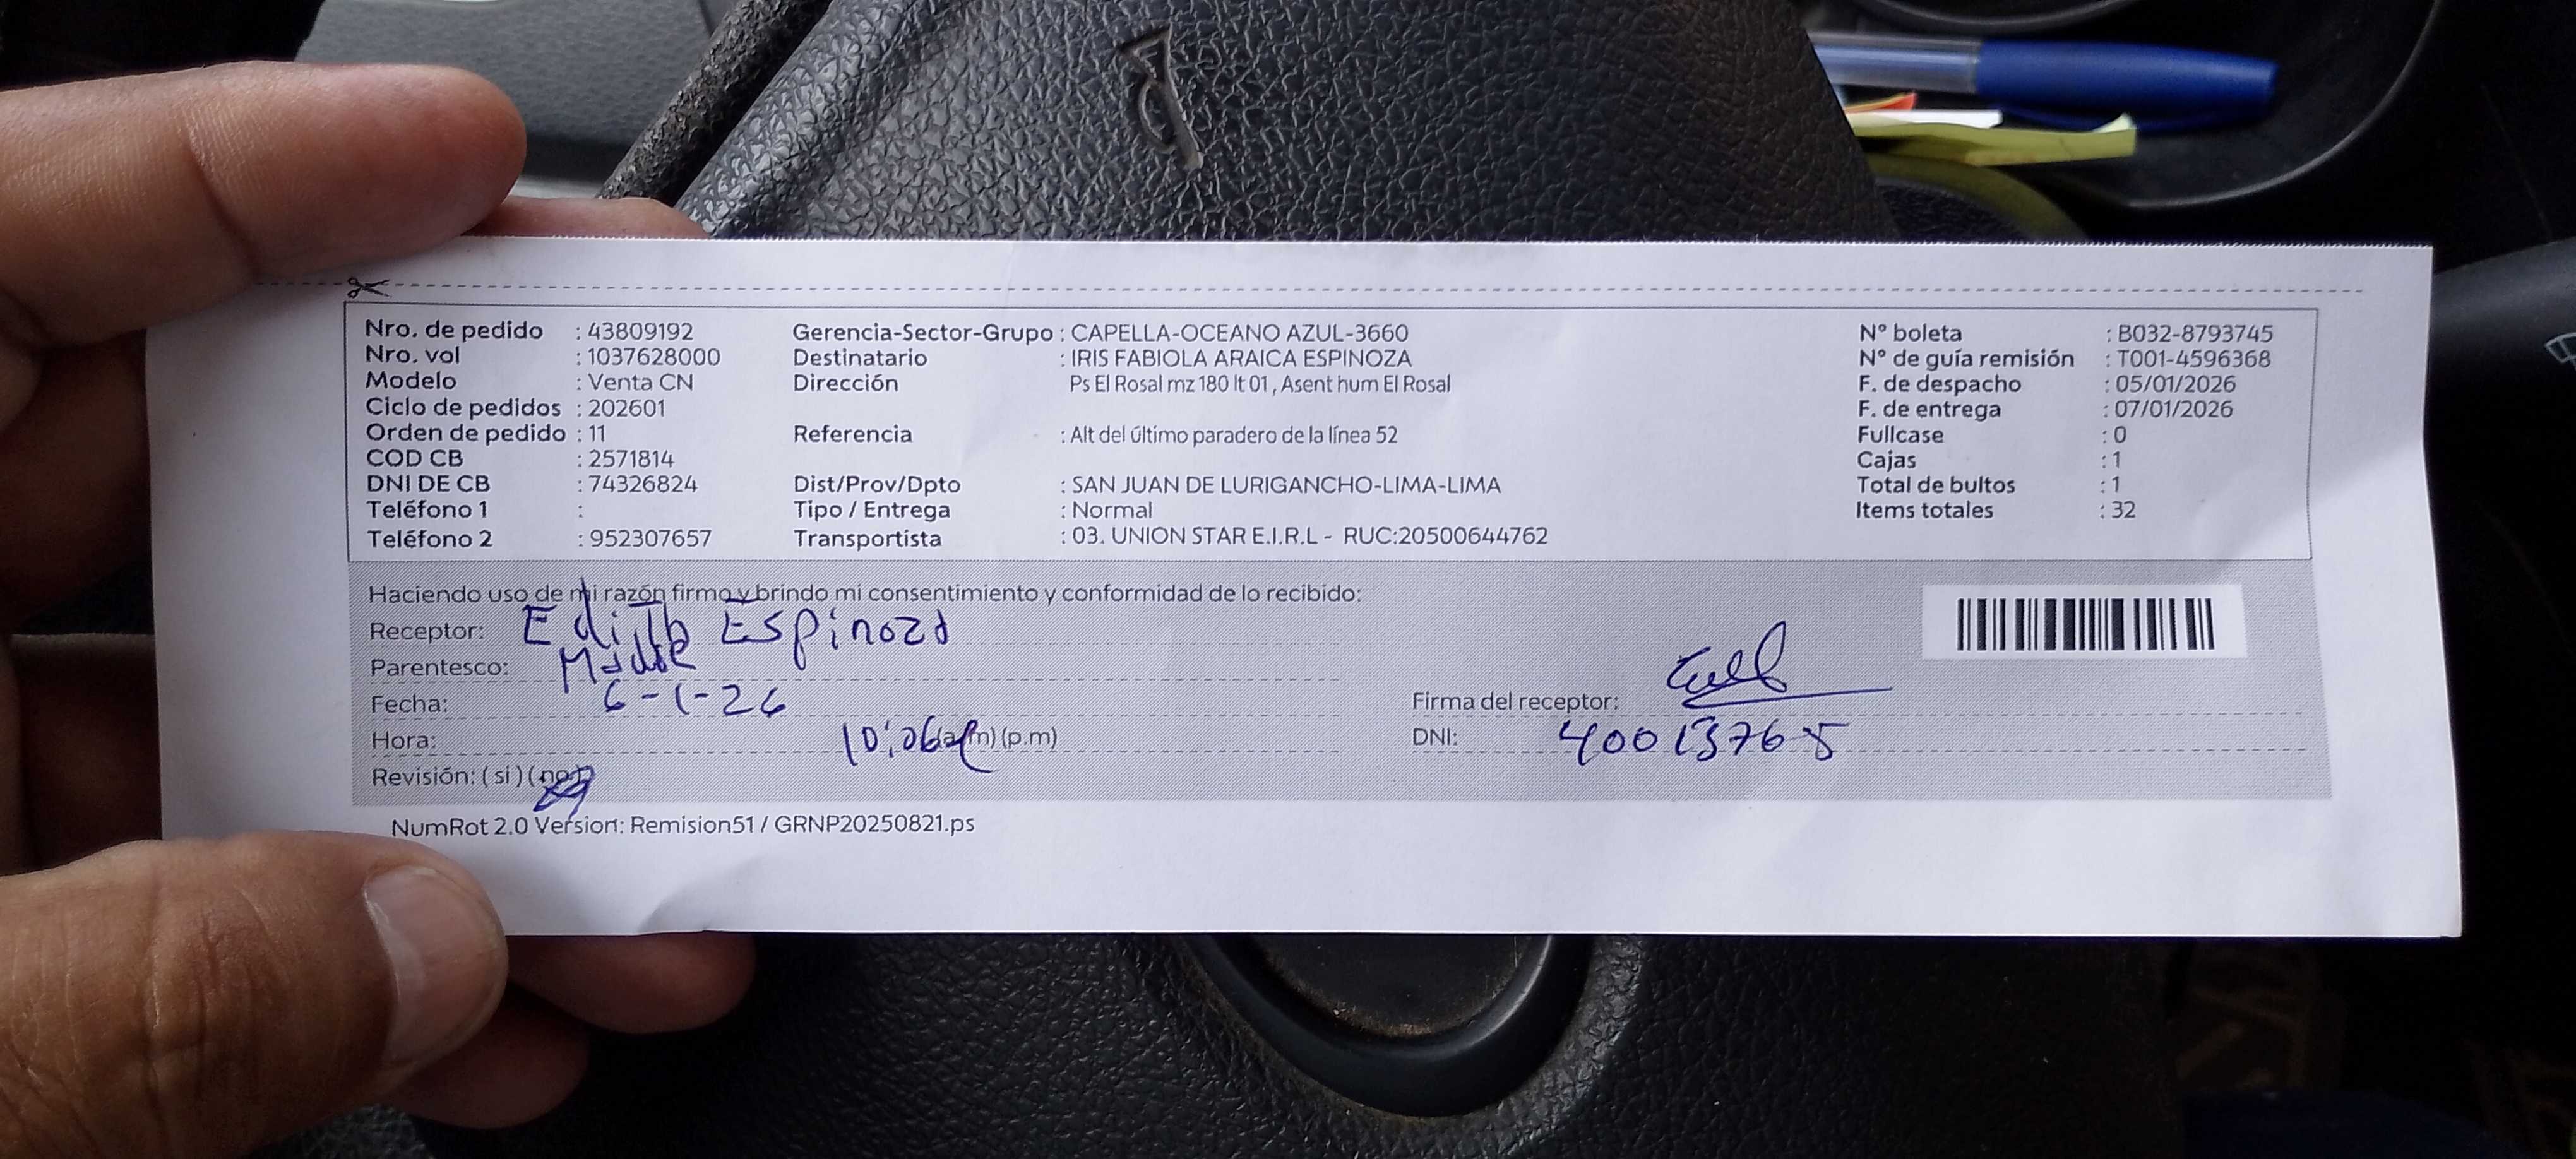 Nro. de pedido : 43809192 Gerencia-Sector-Grupo : CAPELLA-OCEANO AZUL-3660 N° boleta : B032-8793745
Nro. vol : 1037628000 Destinatario : IRIS FABIOLA ARAICA ESPINOZA N° de guía remisión : T001-4596368
Modelo : Venta CN Dirección Ps El Rosal mz 180 lt 01 , Asent hum El Rosal F. de despacho : 05/01/2026
Ciclo de pedidos : 202601 F. de entrega : 07/01/2026
Orden de pedido : 11 Referencia : Alt del último paradero de la línea 52 Fullcase : 0
COD CB : 2571814 Cajas : 1
DNI DE CB : 74326824 Dist/Prov/Dpto : SAN JUAN DE LURIGANCHO-LIMA-LIMA Total de bultos : 1
Teléfono 1 : Tipo / Entrega : Normal Items totales : 32
Teléfono 2 : 952307657 Transportista : 03. UNION STAR E.I.R.L - RUC:20500644762
Haciendo uso de mi razón firmo y brindo mi consentimiento y conformidad de lo recibido:
Receptor: Edith Espinoza
Parentesco: Madre
Fecha: 6-1-26 Firma del receptor:
Hora: 10:06 (a.m) (p.m) DNI: 40013765
Revisión: ( si ) ( no )
NumRot 2.0 Version: Remision51 / GRNP20250821.ps